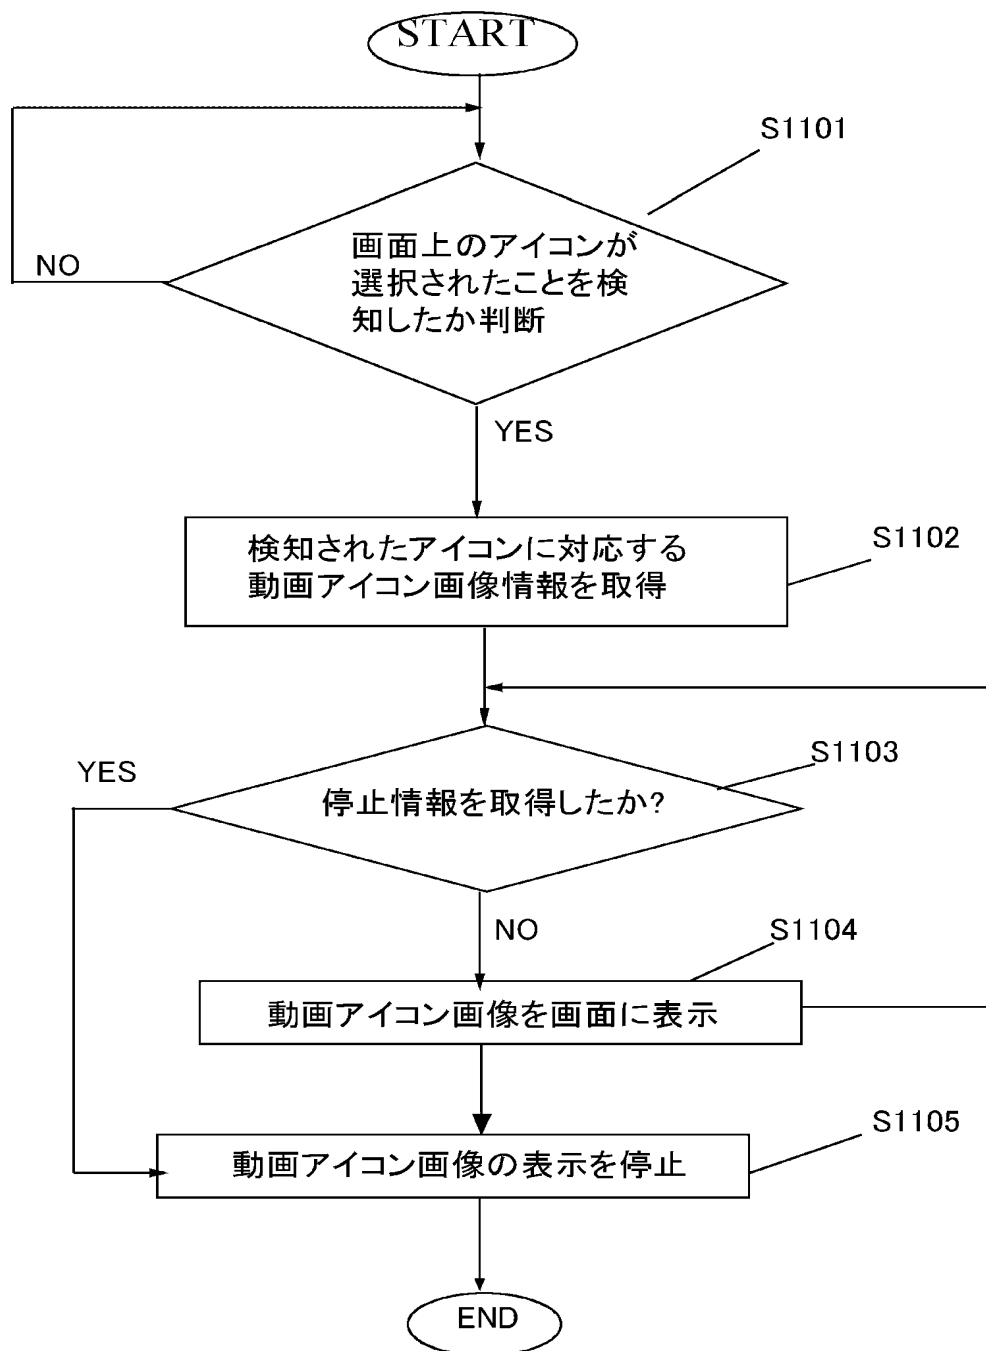 START
S1101
画面上のアイコンが
選択されたことを検
知したか判断
NO
YES
S1102
検知されたアイコンに対応する
動画アイコン画像情報を取得
S1103
YES
停止情報を取得したか?
NO
S1104
動画アイコン画像を画面に表示
S1105
動画アイコン画像の表示を停止
END